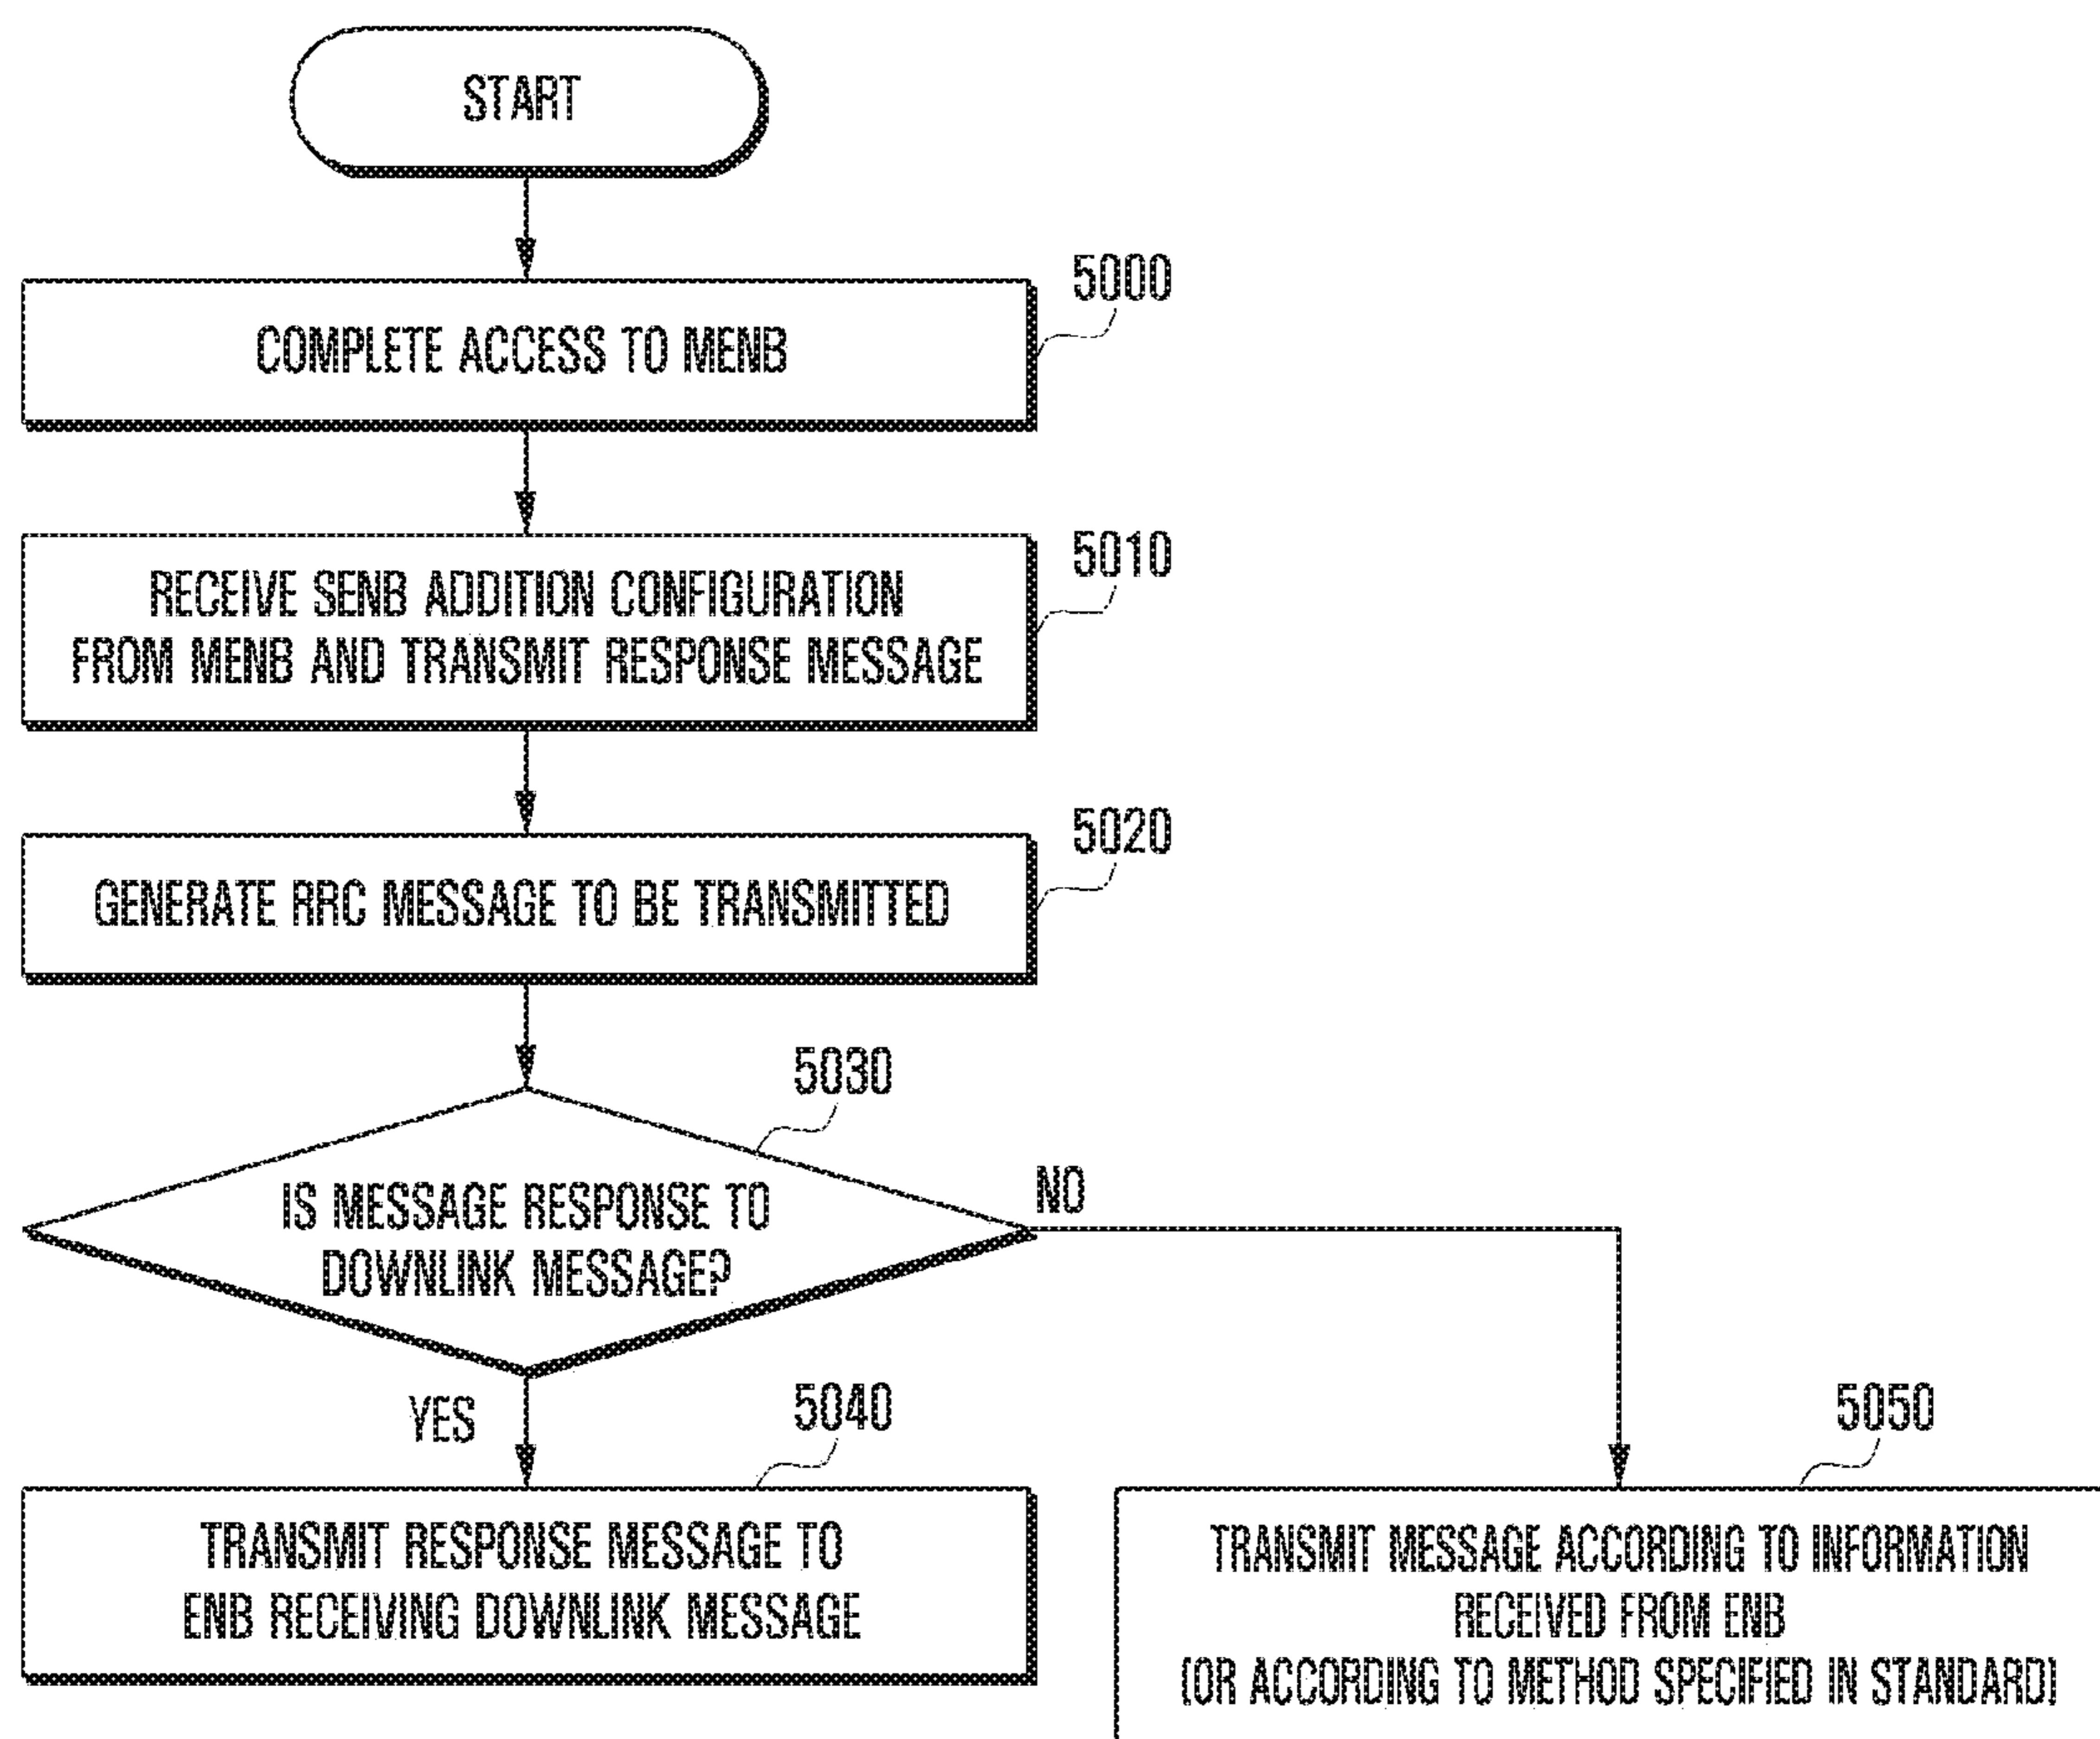 START
5000
COMPLETE ACCESS TO MENB
5010
RECEIVE SENB ADDITION CONFIGURATION
FROM MENB AND TRANSMIT RESPONSE MESSAGE
5020
GENERATE RRC MESSAGE TO BE TRANSMITTED
5030
IS MESSAGE RESPONSE TO
DOWNLINK MESSAGE?
NO
YES
5040
TRANSMIT RESPONSE MESSAGE TO
ENB RECEIVING DOWNLINK MESSAGE
5050
TRANSMIT MESSAGE ACCORDING TO INFORMATION
RECEIVED FROM ENB
(OR ACCORDING TO METHOD SPECIFIED IN STANDARD)